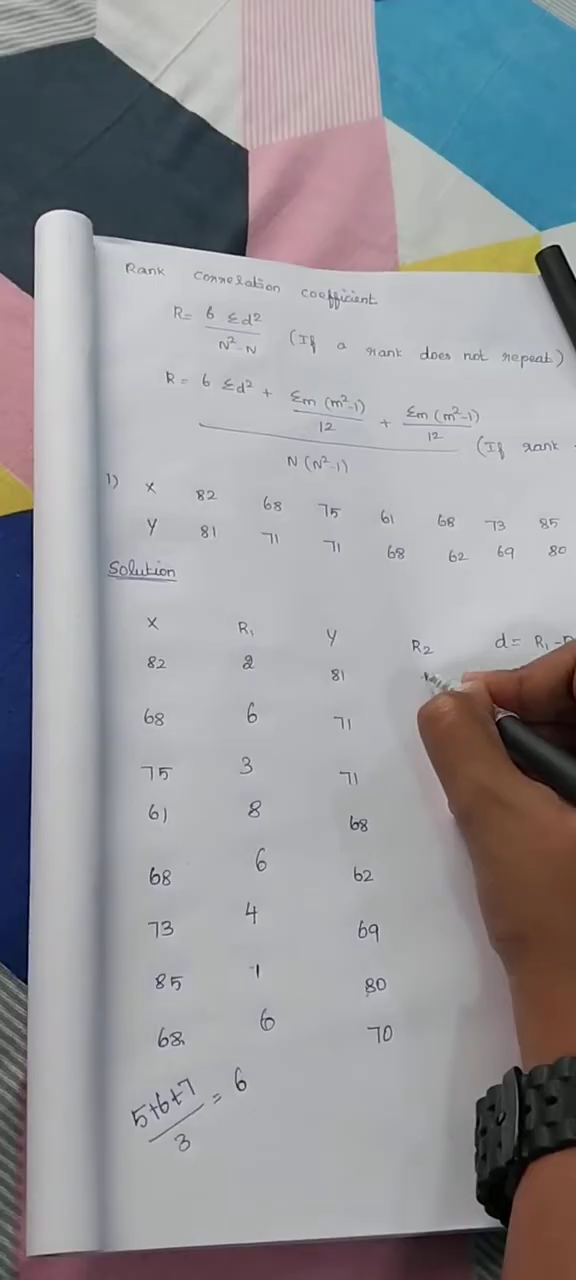 Rank Correlation coefficient
R= 6 Σd² / N²-N (If a rank does not repeat)
R= 6 Σd² + Σm (m²-1) / 12 + Σm (m²-1) / 12 / N (N²-1) (If rank
1) X 82 68 75 61 68 73 85
Y 81 71 71 68 62 69 80
Solution
X R₁ Y R₂ d= R₁-
82 2 81
68 6 71
75 3 71
61 8 68
68 6 62
73 4 69
85 1 80
68 6 70
5+6+7 / 3 = 6